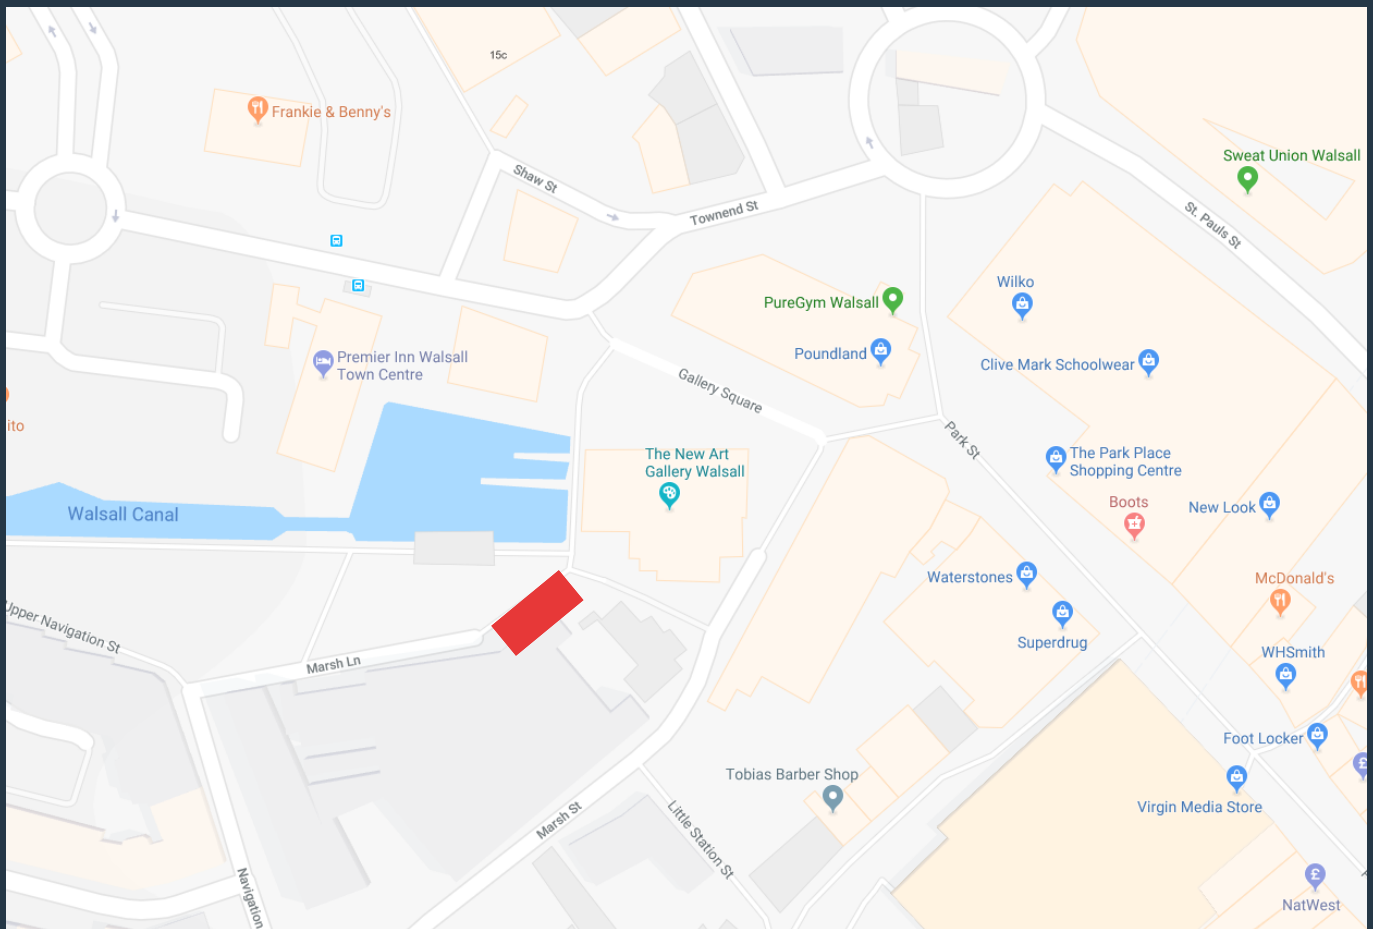 15c
Frankie & Benny's
Sweat Union Walsall
Shaw St
Townend St
St. Pauls St
Wilko
PureGym Walsall
Poundland
Premier Inn Walsall
Town Centre
Clive Mark Schoolwear
Gallery Square
ito
Park St
The New Art
Gallery Walsall
The Park Place
Shopping Centre
Boots
New Look
Walsall Canal
Waterstones
McDonald's
Upper Navigation St
Superdrug
WHSmith
Marsh Ln
Foot Locker
Tobias Barber Shop
Virgin Media Store
Marsh St
Little Station St
Navigation
NatWest